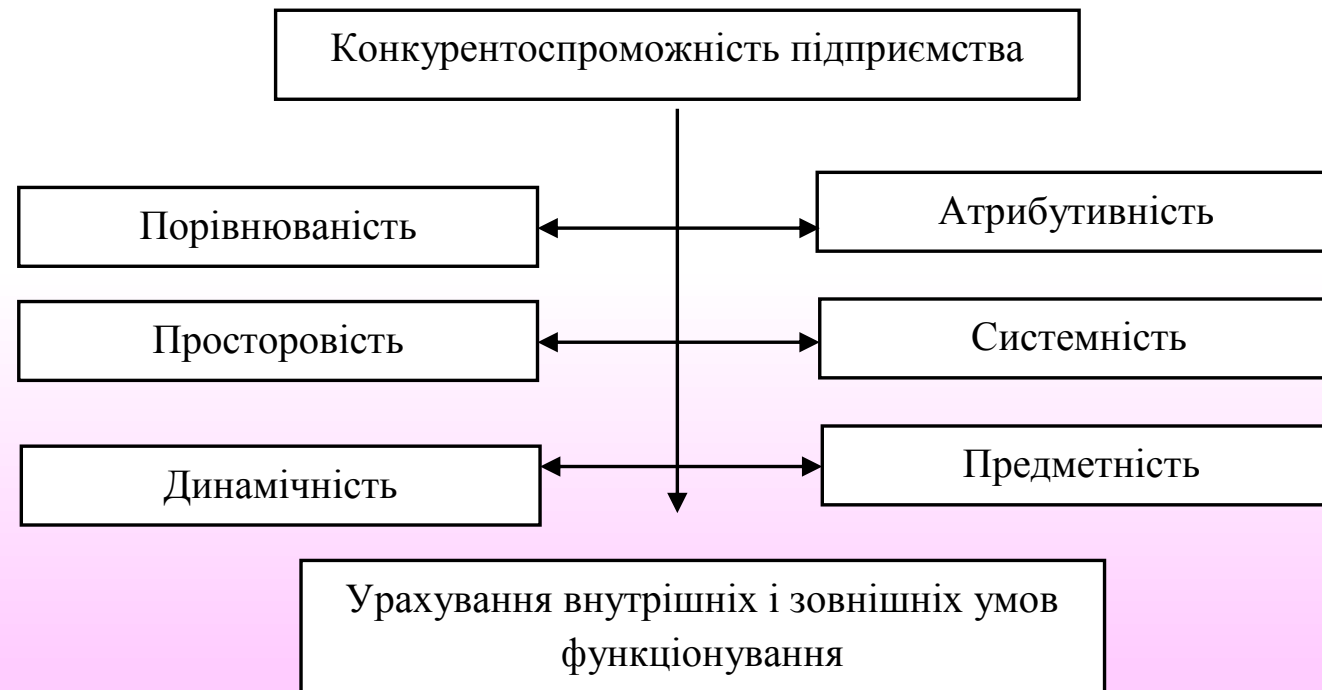 Конкурентоспроможність підприємства
Порівнюваність
Атрибутивність
Просторовість
Системність
Динамічність
Предметність
Урахування внутрішніх і зовнішніх умов
функціонування